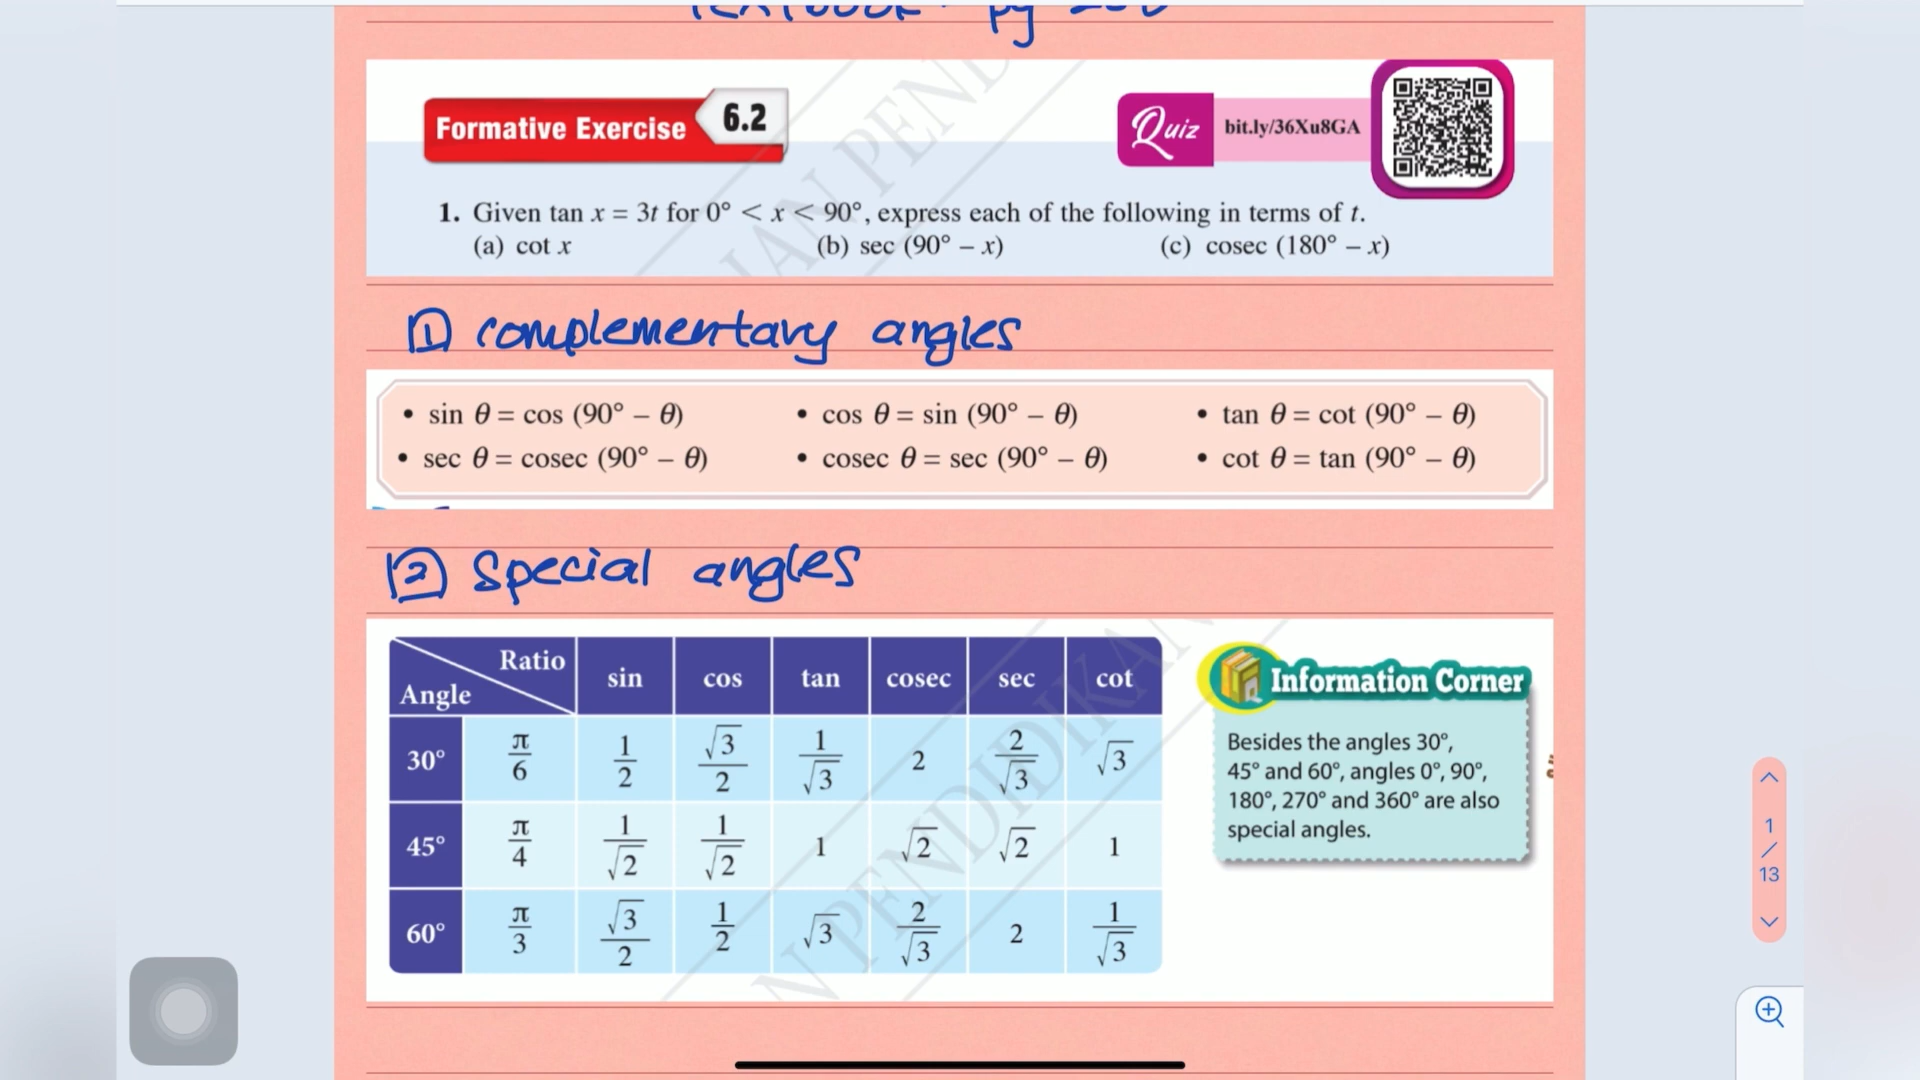 TEXTBOOK: pg
Formative Exercise 6.2
Quiz bit.ly/36Xu8GA
1. Given tan x = 3t for 0° < x < 90°, express each of the following in terms of t.
(a) cot x (b) sec (90° – x) (c) cosec (180° – x)
1 complementary angles
• sin θ = cos (90° – θ) • cos θ = sin (90° – θ) • tan θ = cot (90° – θ)
• sec θ = cosec (90° – θ) • cosec θ = sec (90° – θ) • cot θ = tan (90° – θ)
2 special angles
Ratio Angle sin cos tan cosec sec cot
30° π/6 1/2 √3/2 1/√3 2 2/√3 √3
45° π/4 1/√2 1/√2 1 √2 √2 1
60° π/3 √3/2 1/2 √3 2/√3 2 1/√3
Information Corner
Besides the angles 30°,
45° and 60°, angles 0°, 90°,
180°, 270° and 360° are also
special angles.
1
/
13